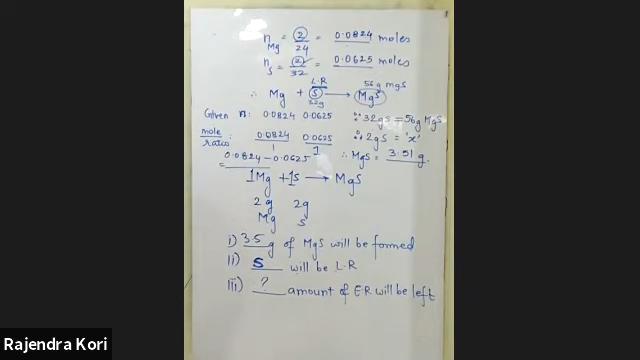 n Mg = 2/24 = 0.0824 moles
n S = 2/32 = 0.0625 moles
L.R 56g mgs
∴ Mg + S → MgS
32g
Given n: 0.0824 0.0625 ∵ 32gs = 56g MgS
mole ratio: 0.0824/1 0.0625/1 ∵ 2gs = 'x'
0.0824-0.0625 ∴ MgS = 3.51 g.
= 1Mg + 1s → MgS
2g 2g
Mg S
i) 3.5 g of MgS will be formed
ii) S will be L.R
iii) ? amount of E.R will be left
Rajendra Kori